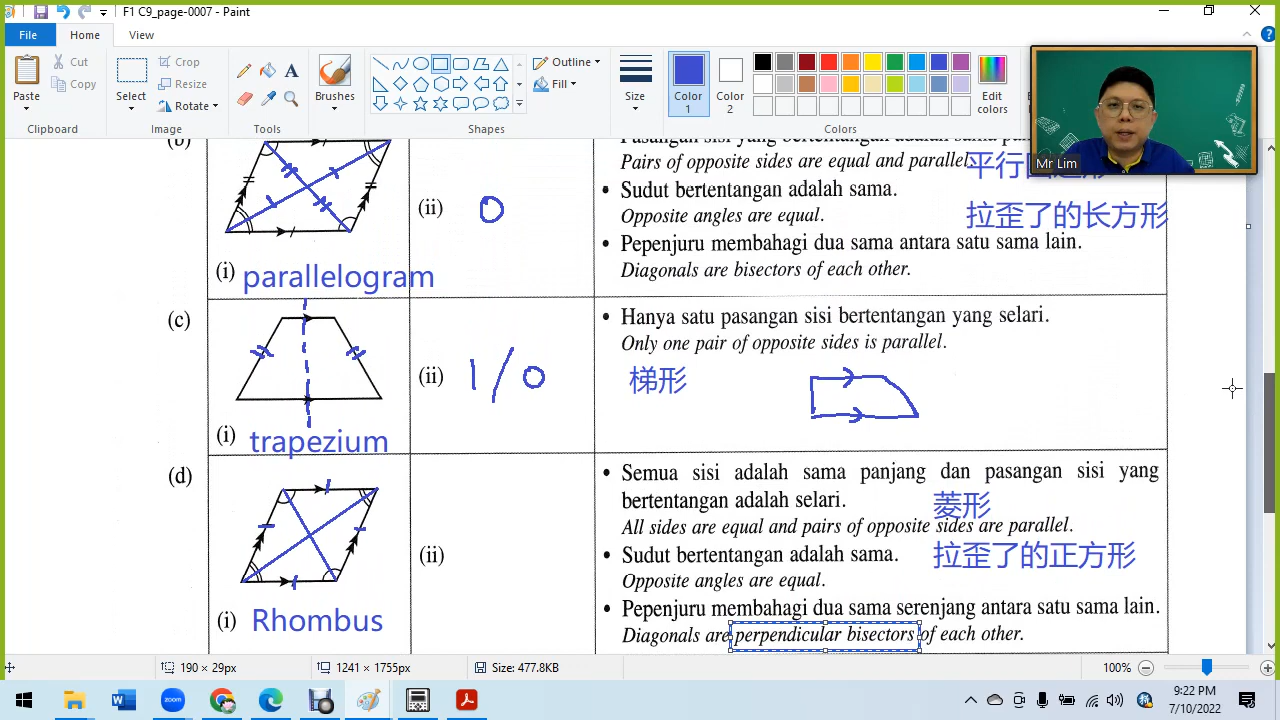 F1 C9_page-0007 - Paint
File
Home
View
Paste
Cut
Copy
Clipboard
Select
Crop
Resize
Rotate
Image
Tools
Brushes
Shapes
Outline
Fill
Size
Color 1
Color 2
Edit colors
Colors
Mr Lim
Pairs of opposite sides are equal and parallel.
• Sudut bertentangan adalah sama.
拉歪了的长方形
Opposite angles are equal.
(ii) 0
• Pepenjuru membahagi dua sama antara satu sama lain.
Diagonals are bisectors of each other.
(i) parallelogram
(c)
• Hanya satu pasangan sisi bertentangan yang selari.
Only one pair of opposite sides is parallel.
(ii) 1/0
梯形
(i) trapezium
(d)
• Semua sisi adalah sama panjang dan pasangan sisi yang
bertentangan adalah selari.
菱形
All sides are equal and pairs of opposite sides are parallel.
(ii)
• Sudut bertentangan adalah sama.
拉歪了的正方形
Opposite angles are equal.
(i) Rhombus
• Pepenjuru membahagi dua sama serenjang antara satu sama lain.
Diagonals are perpendicular bisectors of each other.
190 × 29px
1241 × 1755px
Size: 477.8KB
100%
zoom
9:22 PM
7/10/2022